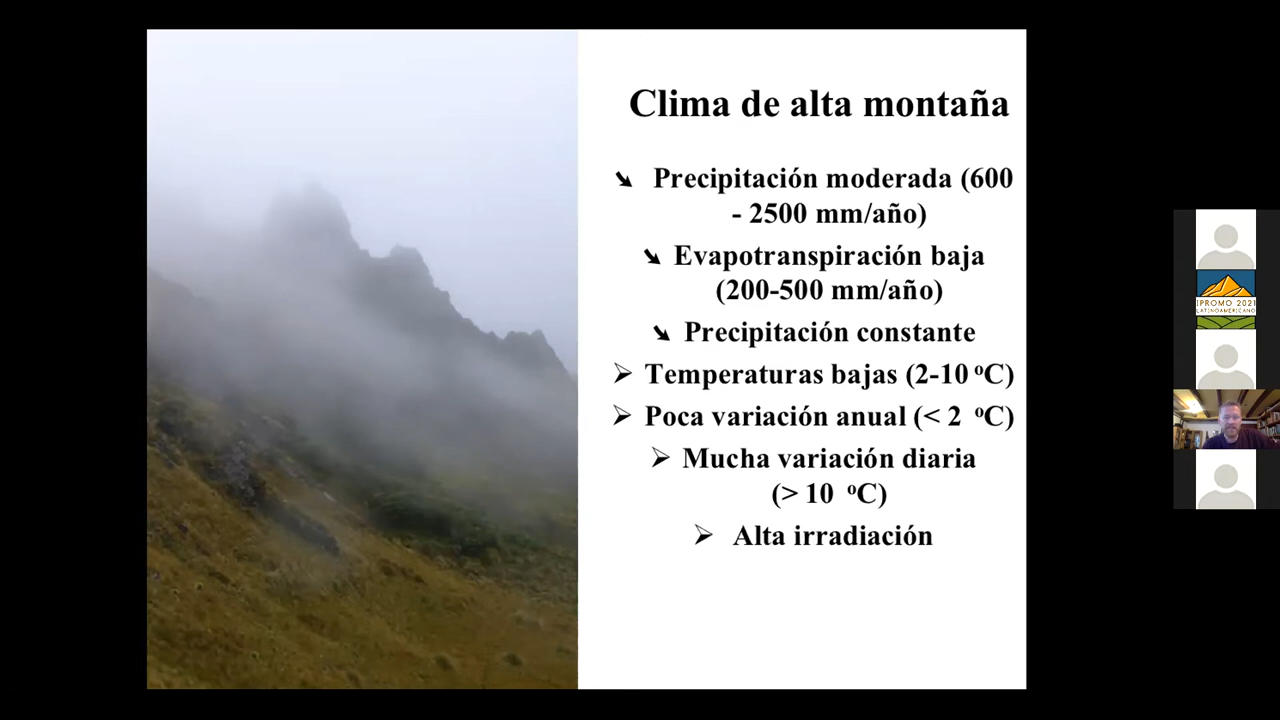 Clima de alta montaña
➘ Precipitación moderada (600
- 2500 mm/año)
➘ Evapotranspiración baja
(200-500 mm/año)
➘ Precipitación constante
➢ Temperaturas bajas (2-10 ºC)
➢ Poca variación anual (< 2 ºC)
➢ Mucha variación diaria
(> 10 ºC)
➢ Alta irradiación
IPROMO 2021
LATINOAMERICANO